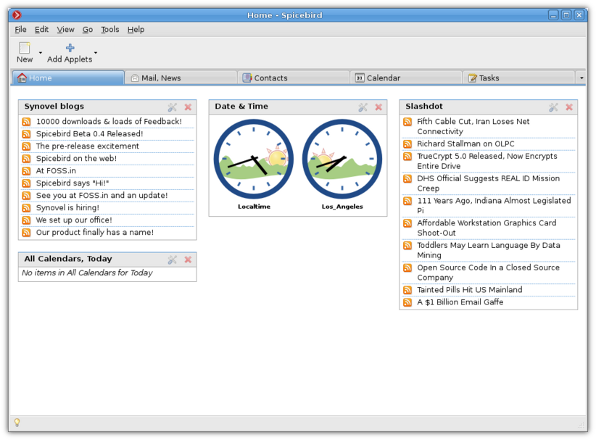 Home - Spicebird
File Edit View Go Tools Help
New Add Applets
Home Mail, News Contacts Calendar Tasks
Synovel blogs
10000 downloads & loads of Feedback!
Spicebird Beta 0.4 Released!
The pre-release excitement
Spicebird on the web!
At FOSS.in
Spicebird says "Hi!"
See you at FOSS.in and an update!
Synovel is hiring!
We set up our office!
Our product finally has a name!
All Calendars, Today
No items in All Calendars for Today
Date & Time
Localtime Los_Angeles
Slashdot
Fifth Cable Cut, Iran Loses Net
Connectivity
Richard Stallman on OLPC
TrueCrypt 5.0 Released, Now Encrypts
Entire Drive
DHS Official Suggests REAL ID Mission
Creep
111 Years Ago, Indiana Almost Legislated
Pi
Affordable Workstation Graphics Card
Shoot-Out
Toddlers May Learn Language By Data
Mining
Open Source Code In a Closed Source
Company
Tainted Pills Hit US Mainland
A $1 Billion Email Gaffe